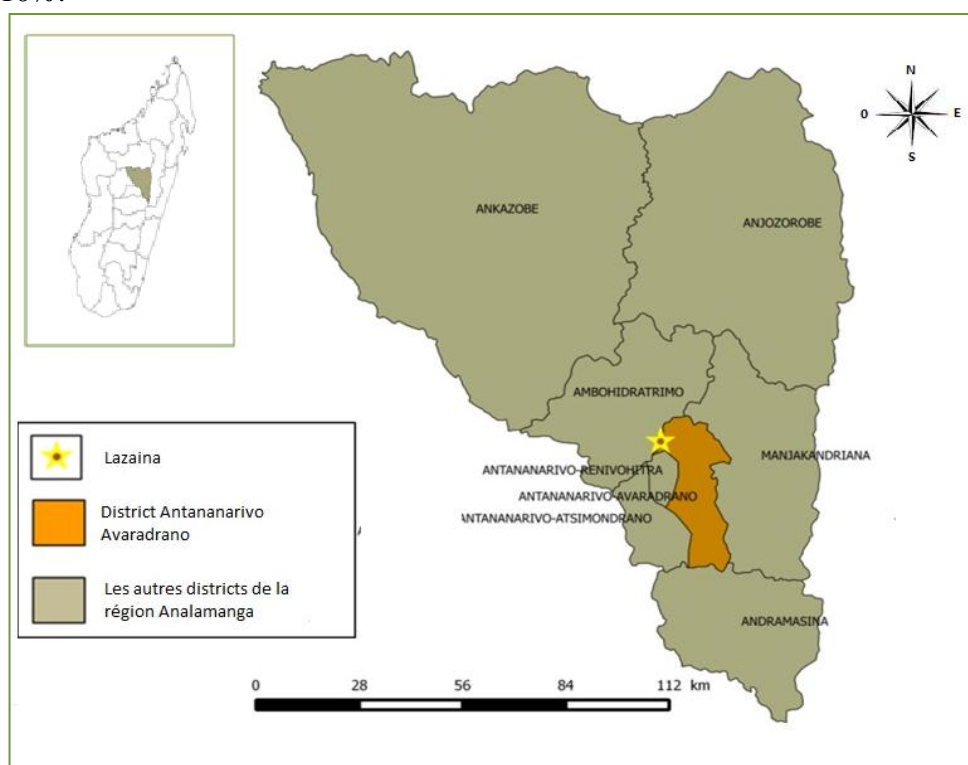 N
O E
S
ANKAZOBE
ANJOZOROBE
AMBOHIDRATRIMO
MANJAKANDRIANA
ANTANANARIVO-RENIVOHITRA
ANTANANARIVO-AVARADRANO
ANTANANARIVO-ATSIMONDRANO
ANDRAMASINA
Lazaina
District Antananarivo
Avaradrano
Les autres districts de la
région Analamanga
0 28 56 84 112 km